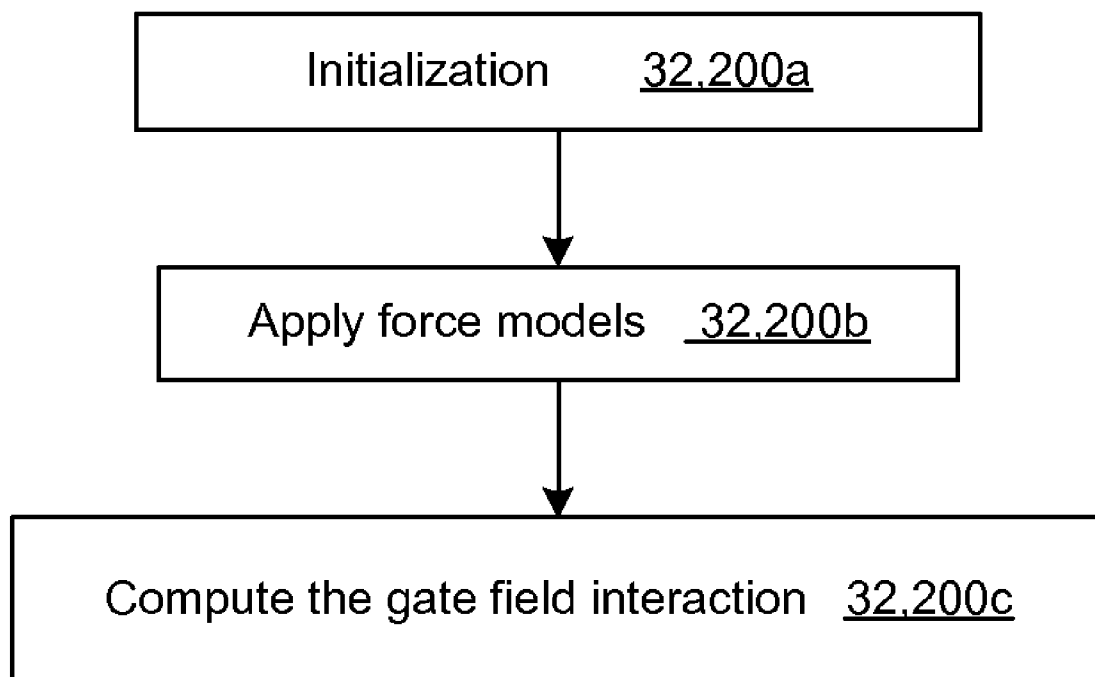 Initialization 32,200a
Apply force models 32,200b
Compute the gate field interaction 32,200c